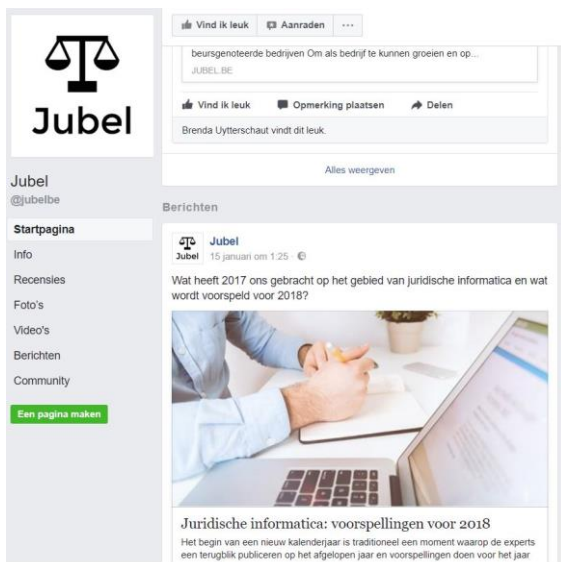 Jubel
Jubel
@jubelbe
Startpagina
Info
Recensies
Foto's
Video's
Berichten
Community
Een pagina maken
Vind ik leuk
Aanraden
beursgenoteerde bedrijven Om als bedrijf te kunnen groeien en op...
JUBEL.BE
Vind ik leuk
Opmerking plaatsen
Delen
Brenda Uytterschaut vindt dit leuk.
Alles weergeven
Berichten
Jubel
Jubel
15 januari om 1:25 ·
Wat heeft 2017 ons gebracht op het gebied van juridische informatica en wat
wordt voorspeld voor 2018?
Juridische informatica: voorspellingen voor 2018
Het begin van een nieuw kalenderjaar is traditioneel een moment waarop de experts
een terugblik publiceren op het afgelopen jaar en voorspellingen doen voor het jaar